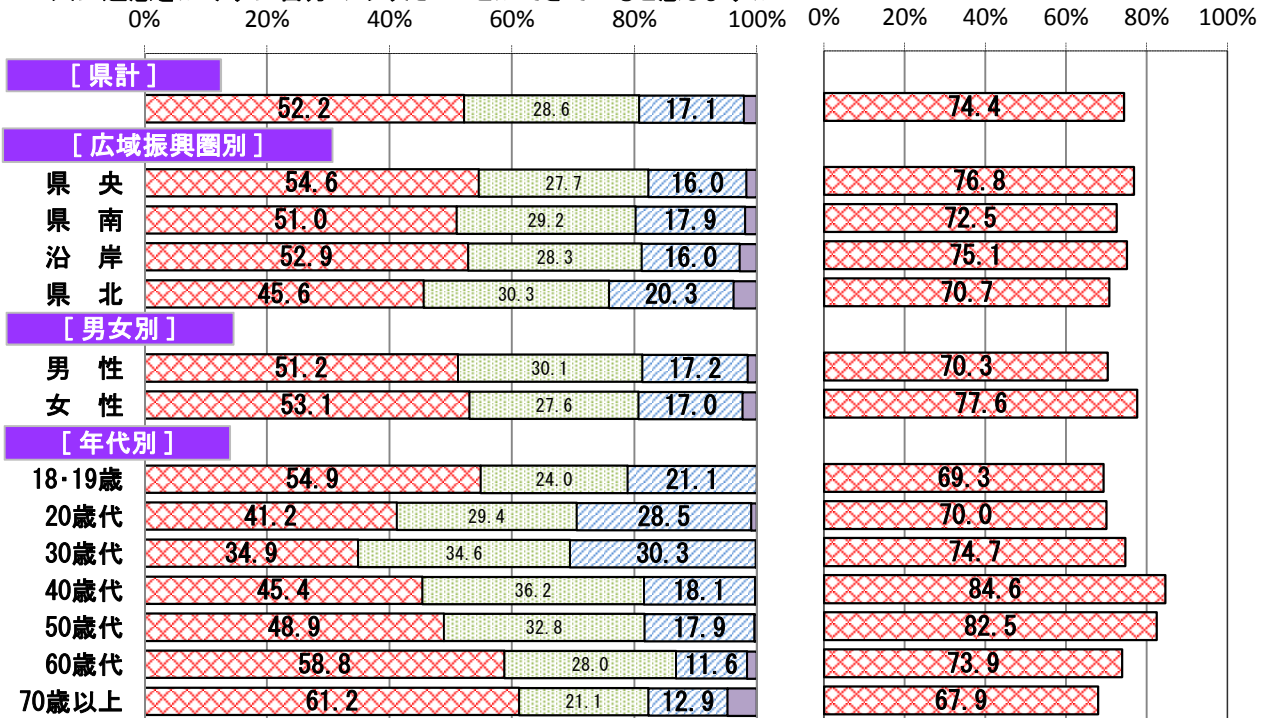 0% 20% 40% 60% 80% 100% 0% 20% 40% 60% 80% 100%
[ 県計 ]
52.2 28.6 17.1 74.4
[ 広域振興圏別 ]
県 央 54.6 27.7 16.0 76.8
県 南 51.0 29.2 17.9 72.5
沿 岸 52.9 28.3 16.0 75.1
県 北 45.6 30.3 20.3 70.7
[ 男女別 ]
男 性 51.2 30.1 17.2 70.3
女 性 53.1 27.6 17.0 77.6
[ 年代別 ]
18・19歳 54.9 24.0 21.1 69.3
20歳代 41.2 29.4 28.5 70.0
30歳代 34.9 34.6 30.3 74.7
40歳代 45.4 36.2 18.1 84.6
50歳代 48.9 32.8 17.9 82.5
60歳代 58.8 28.0 11.6 73.9
70歳以上 61.2 21.1 12.9 67.9